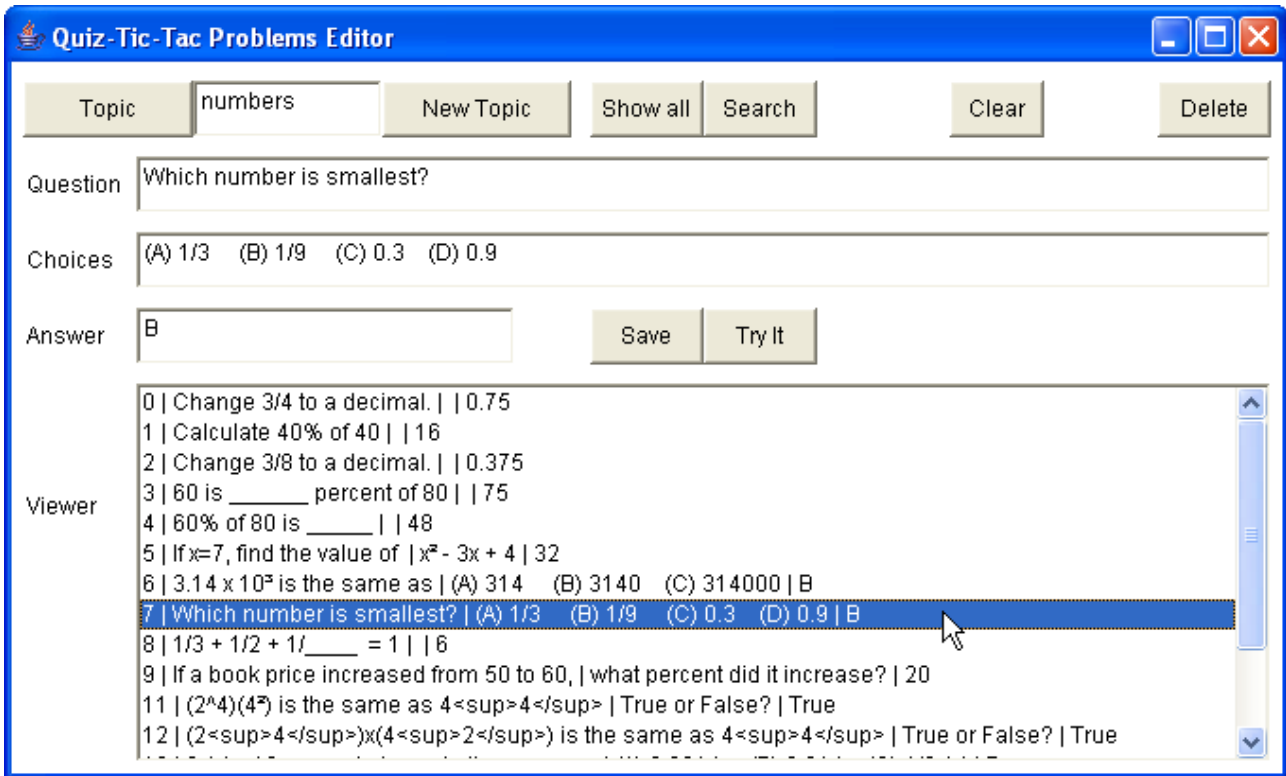 Quiz-Tic-Tac Problems Editor
Topic numbers New Topic Show all Search Clear Delete
Question Which number is smallest?
Choices (A) 1/3 (B) 1/9 (C) 0.3 (D) 0.9
Answer B Save Try It
Viewer
0 | Change 3/4 to a decimal. | | 0.75
1 | Calculate 40% of 40 | | 16
2 | Change 3/8 to a decimal. | | 0.375
3 | 60 is _______ percent of 80 | | 75
4 | 60% of 80 is ______ | | 48
5 | If x=7, find the value of | x² - 3x + 4 | 32
6 | 3.14 x 10³ is the same as | (A) 314 (B) 3140 (C) 314000 | B
7 | Which number is smallest? | (A) 1/3 (B) 1/9 (C) 0.3 (D) 0.9 | B
8 | 1/3 + 1/2 + 1/_____ = 1 | | 6
9 | If a book price increased from 50 to 60, | what percent did it increase? | 20
11 | (2^4)(4²) is the same as 4<sup>4</sup> | True or False? | True
12 | (2<sup>4</sup>)x(4<sup>2</sup>) is the same as 4<sup>4</sup> | True or False? | True